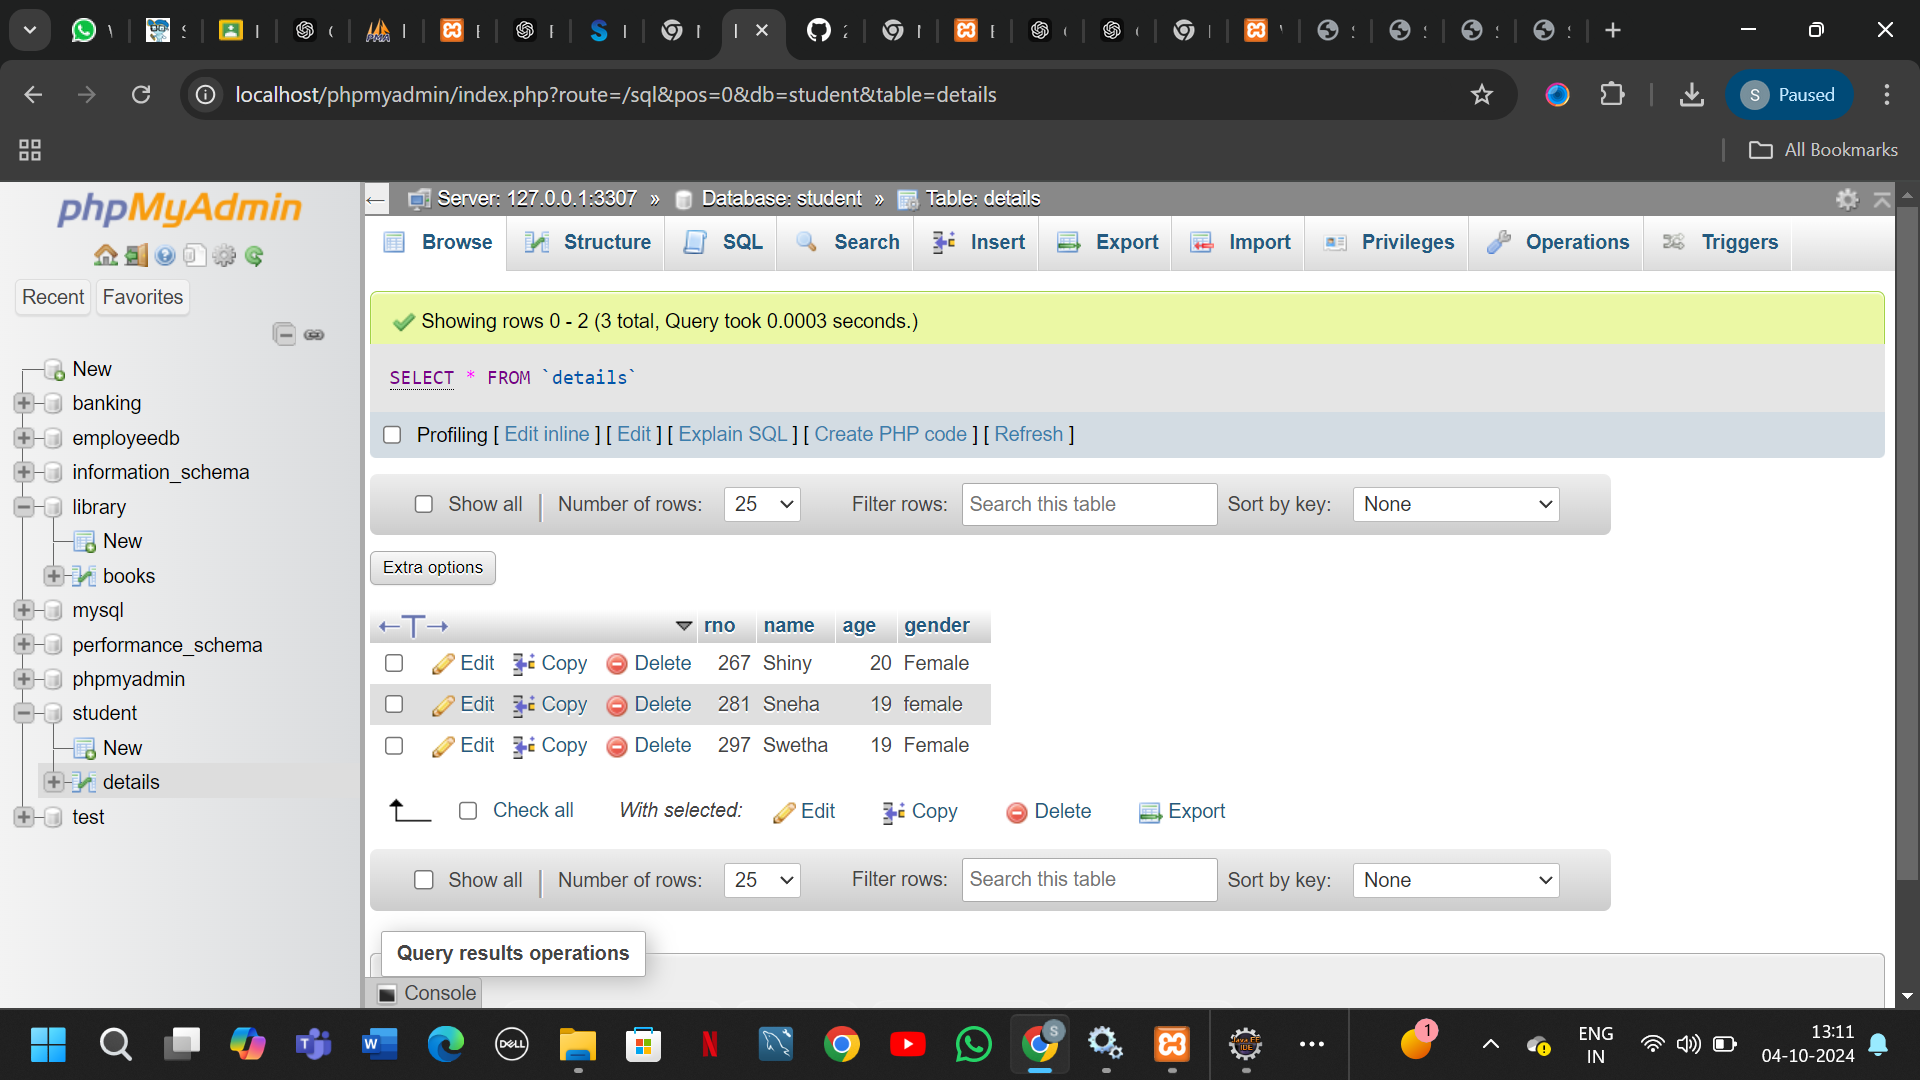 localhost/phpmyadmin/index.php?route=/sql&pos=0&db=student&table=details
S Paused
All Bookmarks
phpMyAdmin
Recent Favorites
New
banking
employeedb
information_schema
library
New
books
mysql
performance_schema
phpmyadmin
student
New
details
test
Server: 127.0.0.1:3307 » Database: student » Table: details
Browse Structure SQL Search Insert Export Import Privileges Operations Triggers
Showing rows 0 - 2 (3 total, Query took 0.0003 seconds.)
SELECT * FROM `details`
Profiling [ Edit inline ] [ Edit ] [ Explain SQL ] [ Create PHP code ] [ Refresh ]
Show all Number of rows: 25 Filter rows: Search this table Sort by key: None
Extra options
←T→ rno name age gender
Edit Copy Delete 267 Shiny 20 Female
Edit Copy Delete 281 Sneha 19 female
Edit Copy Delete 297 Swetha 19 Female
Check all With selected: Edit Copy Delete Export
Show all Number of rows: 25 Filter rows: Search this table Sort by key: None
Query results operations
Console
DELL
S
1
ENG
IN
13:11
04-10-2024